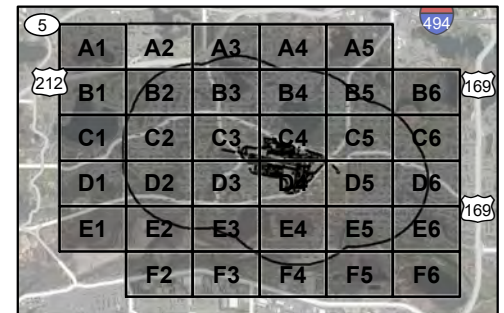 5
494
A1 A2 A3 A4 A5
212
169
B1 B2 B3 B4 B5 B6
C1 C2 C3 C4 C5 C6
D1 D2 D3 D4 D5 D6
169
E1 E2 E3 E4 E5 E6
F2 F3 F4 F5 F6